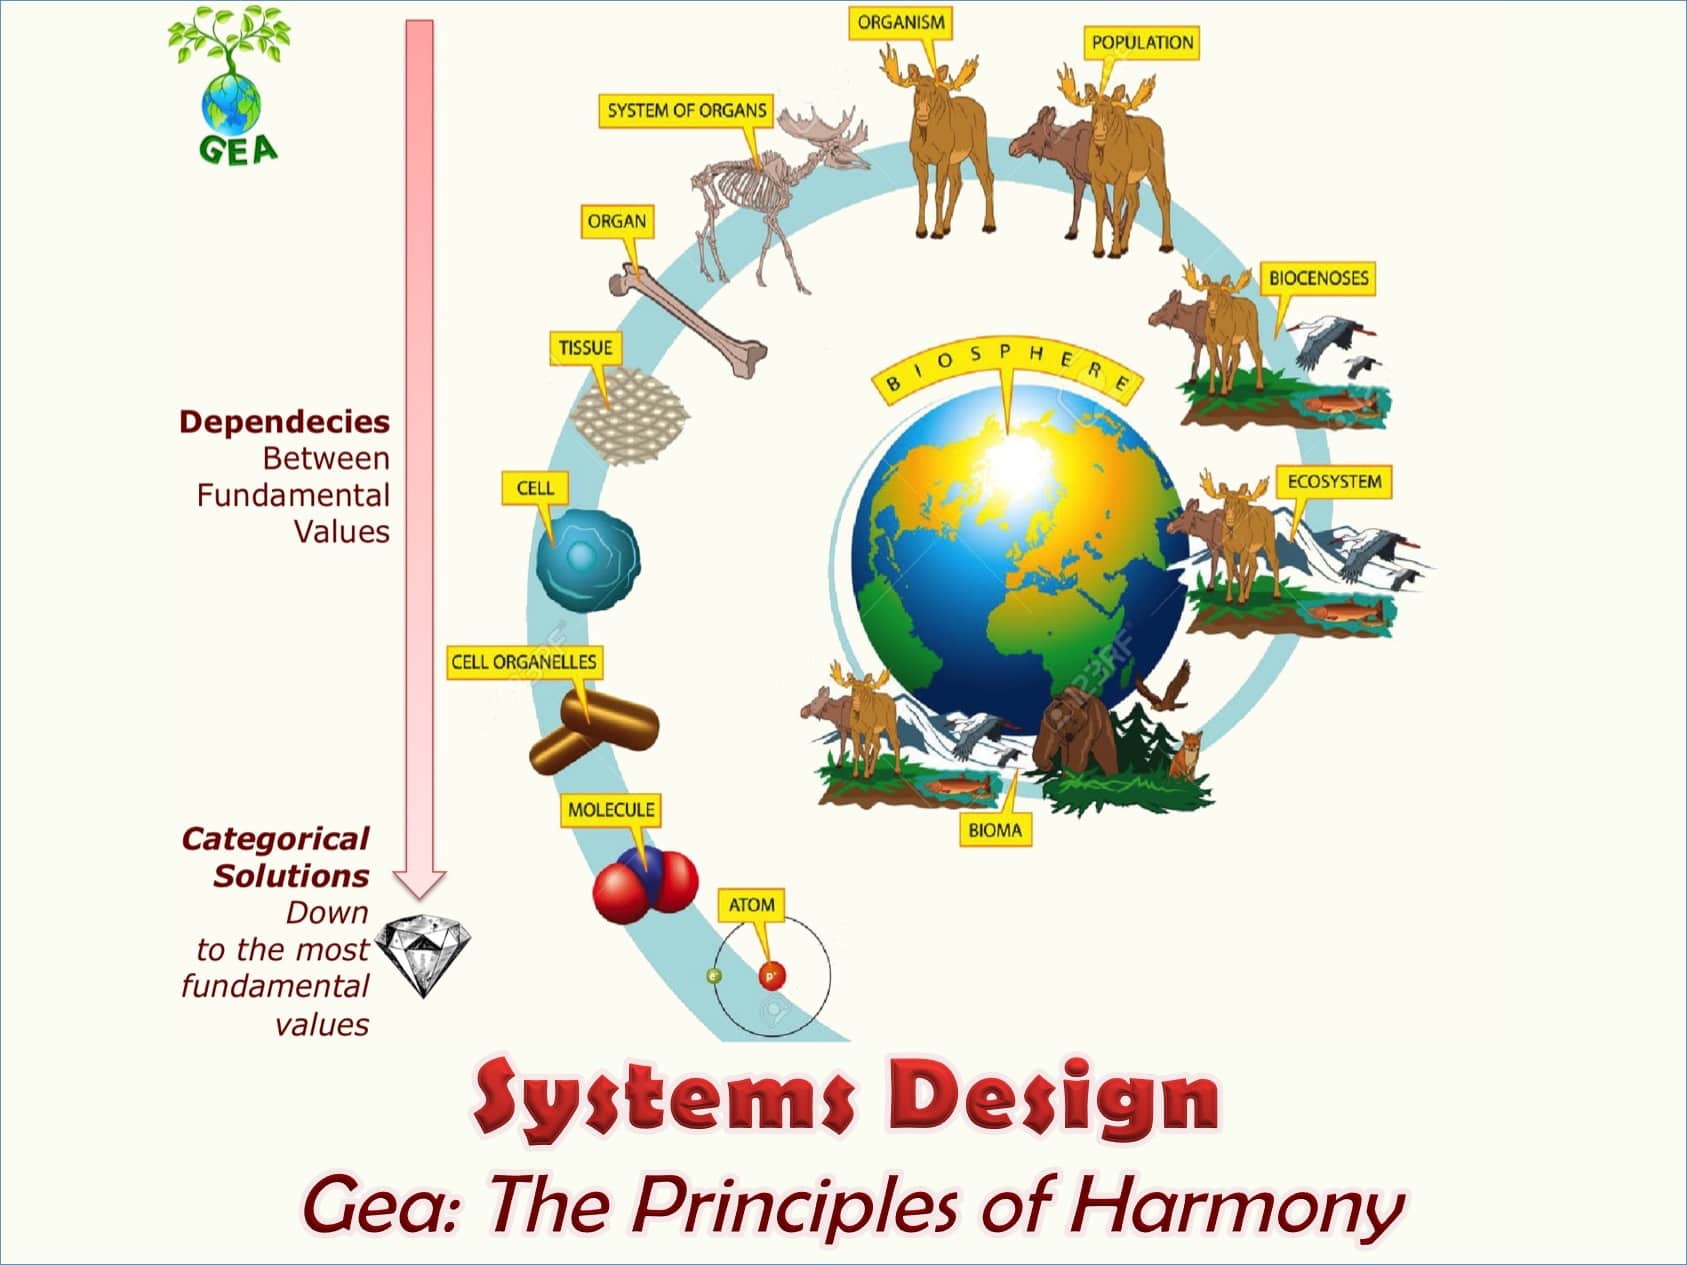 GEA
ORGANISM
POPULATION
SYSTEM OF ORGANS
ORGAN
BIOCENOSES
TISSUE
BIOSPHERE
CELL
ECOSYSTEM
Dependecies
Between
Fundamental
Values
CELL ORGANELLES
MOLECULE
BIOMA
Categorical
Solutions
Down
to the most
fundamental
values
ATOM
e⁻
p⁺
123RF
Systems Design
Gea: The Principles of Harmony